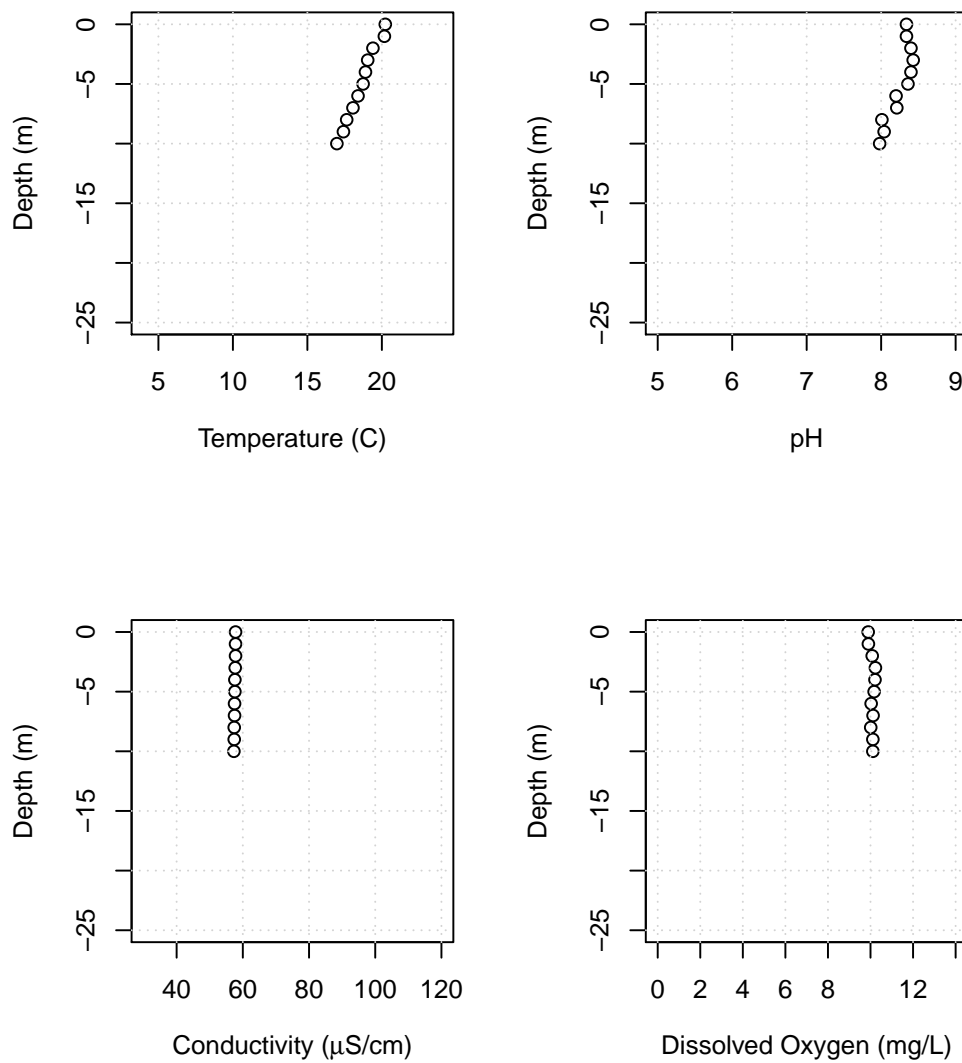 0
−5
−15
−25
Depth (m)
5 10 15 20
Temperature (C)
0
−5
−15
−25
Depth (m)
5 6 7 8 9
pH
0
−5
−15
−25
Depth (m)
40 60 80 100 120
Conductivity (μS/cm)
0
−5
−15
−25
Depth (m)
0 2 4 6 8 12
Dissolved Oxygen (mg/L)